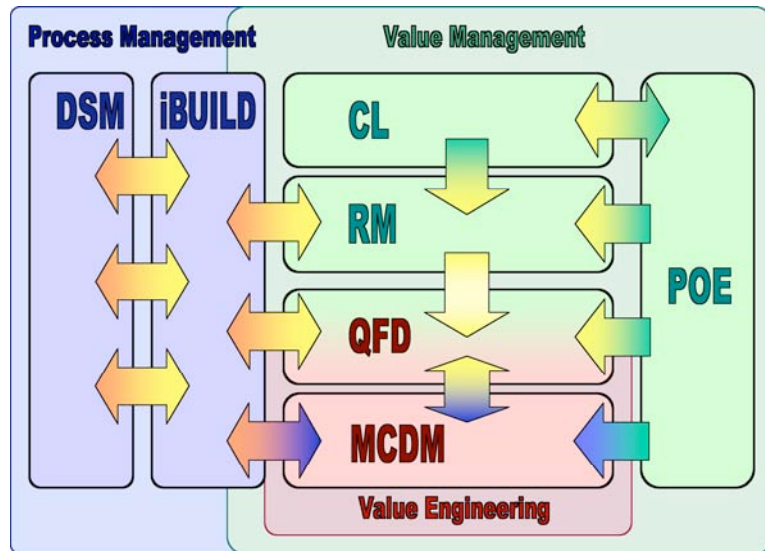 Process Management
Value Management
DSM
iBUILD
CL
RM
POE
QFD
MCDM
Value Engineering